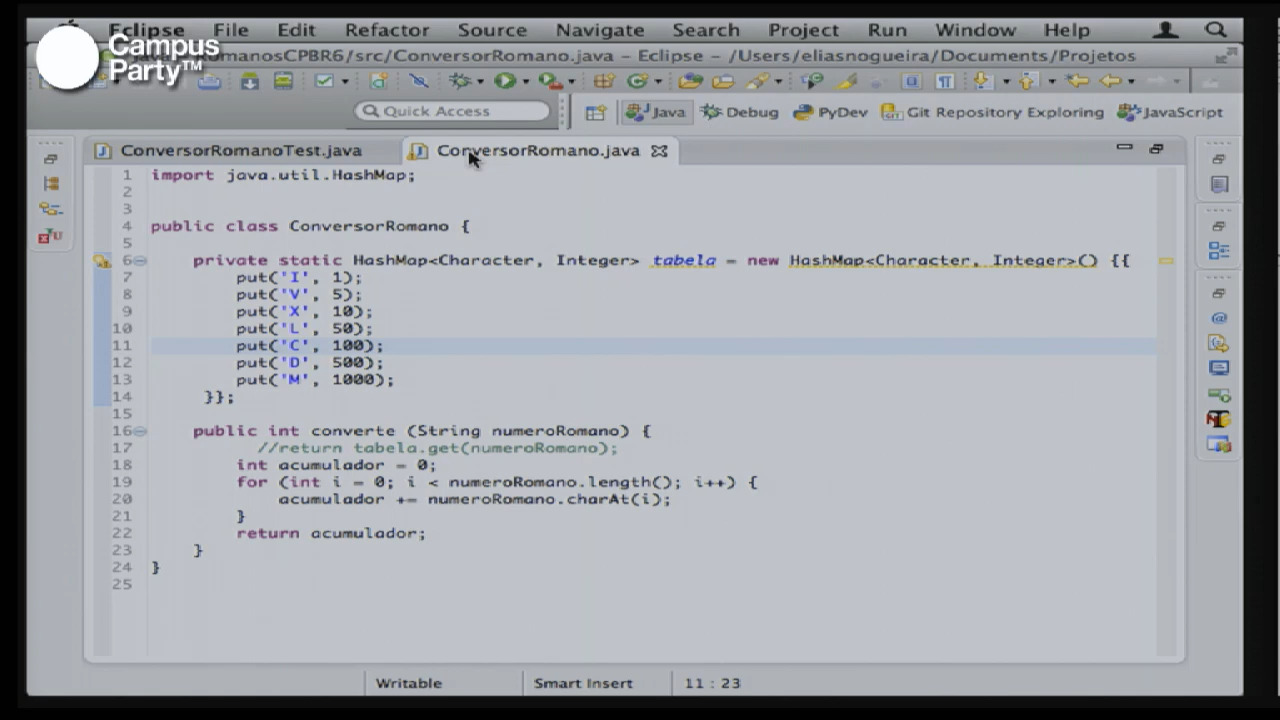 Campus
Party™
Eclipse File Edit Refactor Source Navigate Search Project Run Window Help
omanosCPBR6/src/ConversorRomano.java - Eclipse - /Users/eliasnogueira/Documents/Projetos
Quick Access Java Debug PyDev Git Repository Exploring JavaScript
ConversorRomanoTest.java ConversorRomano.java
1 import java.util.HashMap;
2
3
4 public class ConversorRomano {
5
6 private static HashMap<Character, Integer> tabela = new HashMap<Character, Integer>() {{
7 put('I', 1);
8 put('V', 5);
9 put('X', 10);
10 put('L', 50);
11 put('C', 100);
12 put('D', 500);
13 put('M', 1000);
14 }};
15
16 public int converte (String numeroRomano) {
17 //return tabela.get(numeroRomano);
18 int acumulador = 0;
19 for (int i = 0; i < numeroRomano.length(); i++) {
20 acumulador += numeroRomano.charAt(i);
21 }
22 return acumulador;
23 }
24 }
25
Writable Smart Insert 11 : 23